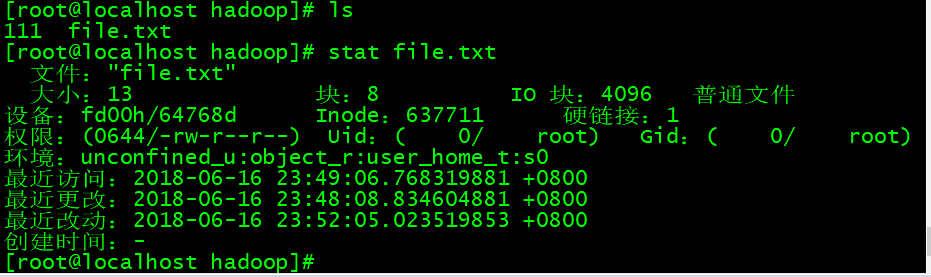 [root@localhost hadoop]# ls
111  file.txt
[root@localhost hadoop]# stat file.txt
  文件："file.txt"
  大小：13              块：8          IO 块：4096   普通文件
设备：fd00h/64768d      Inode：637711      硬链接：1
权限：(0644/-rw-r--r--)  Uid：(    0/    root)   Gid：(    0/    root)
环境：unconfined_u:object_r:user_home_t:s0
最近访问：2018-06-16 23:49:06.768319881 +0800
最近更改：2018-06-16 23:48:08.834604881 +0800
最近改动：2018-06-16 23:52:05.023519853 +0800
创建时间：-
[root@localhost hadoop]#